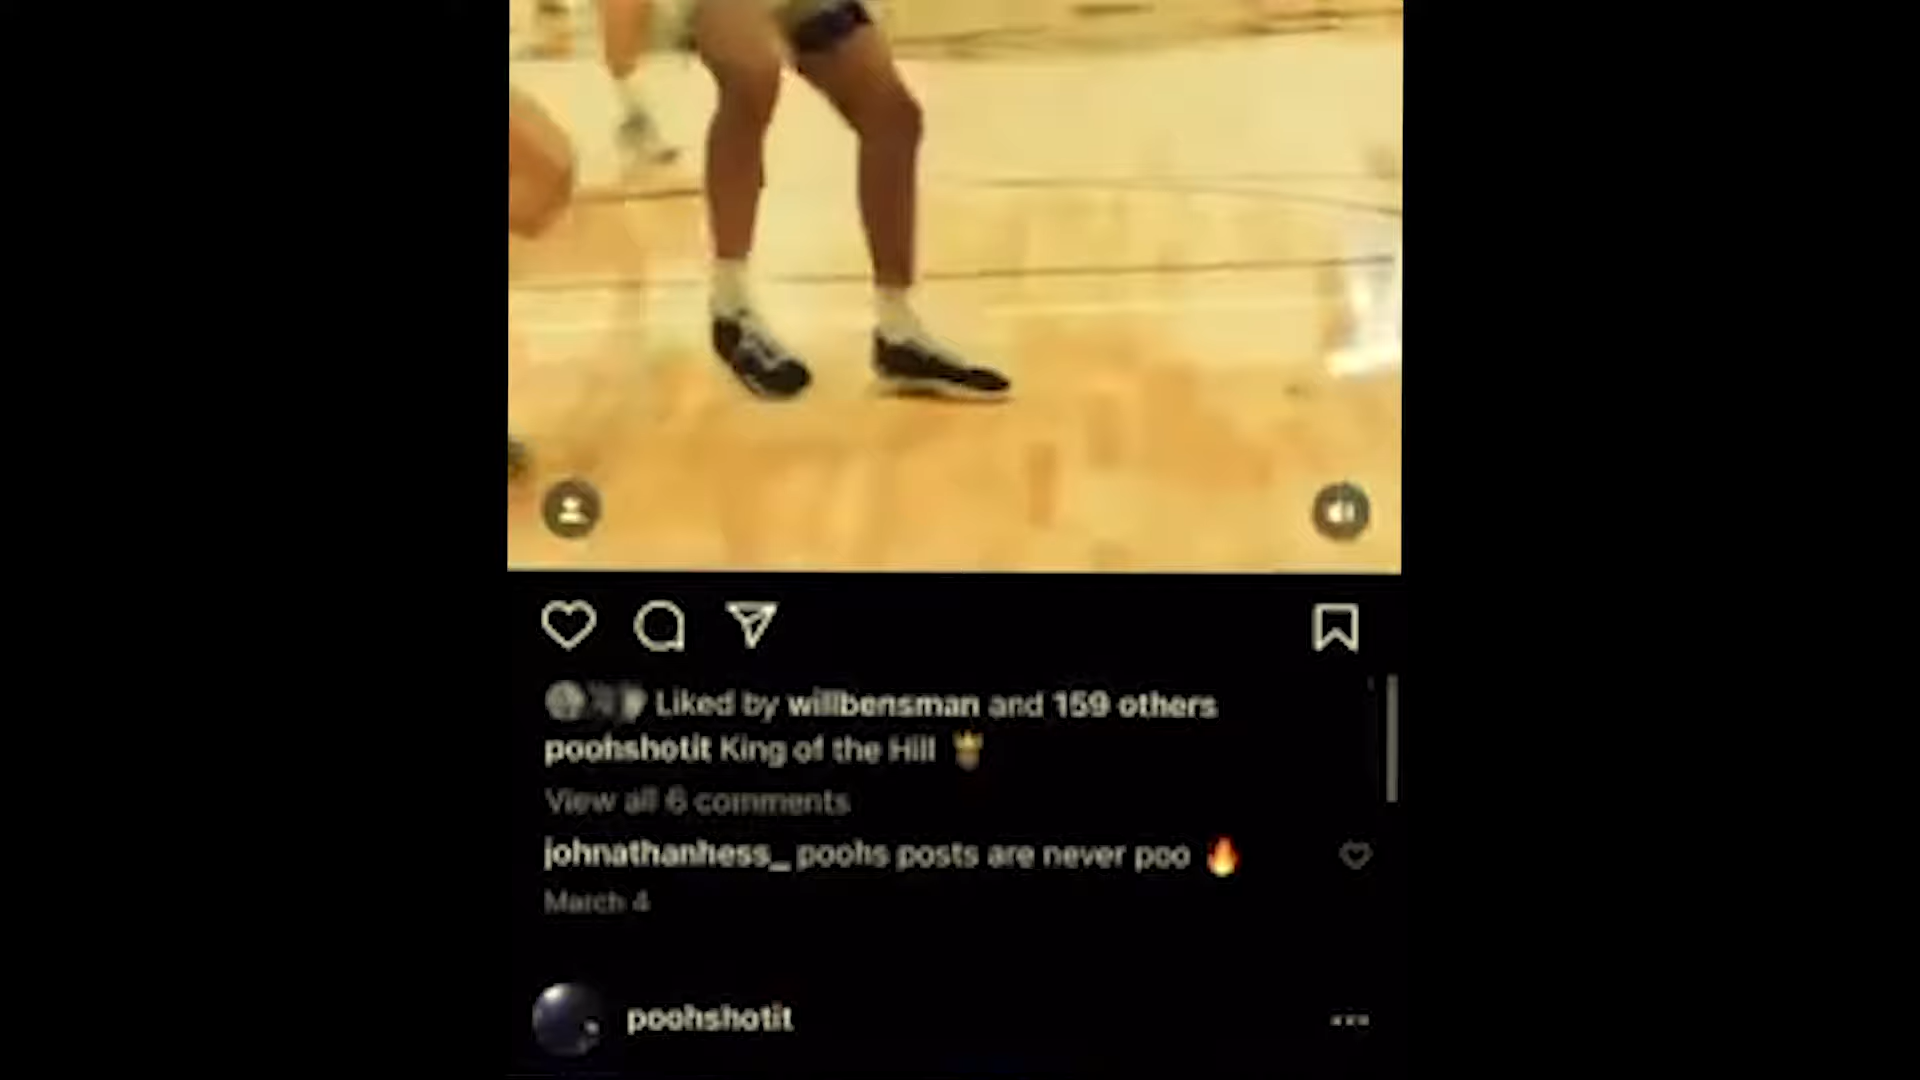 Liked by willbensman and 159 others
poohshotit King of the Hill
View all 6 comments
johnathanhess_ poohs posts are never poo 🔥
March 4
poohshotit